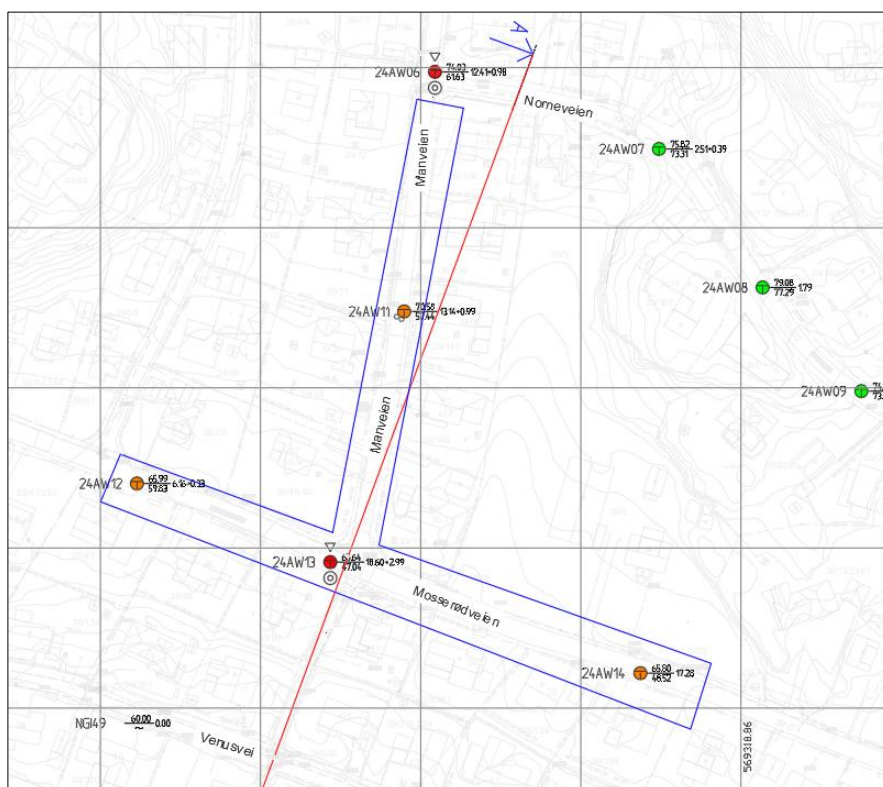 A
24AW06 74.03 12.41+0.98
61.63
Norneveien
Manveien
24AW07 75.82 2.51+0.39
73.31
24AW08 79.08 1.79
77.29
24AW11 70.58 13.14+0.99
57.44
24AW09
Manveien
24AW12 65.99 6.16+0.33
59.83
24AW13 18.60+2.99
47.04
Mosserødveien
24AW14 65.80 17.28
48.52
NGI49 60.00 0.00
~
Venusvei
569318.86